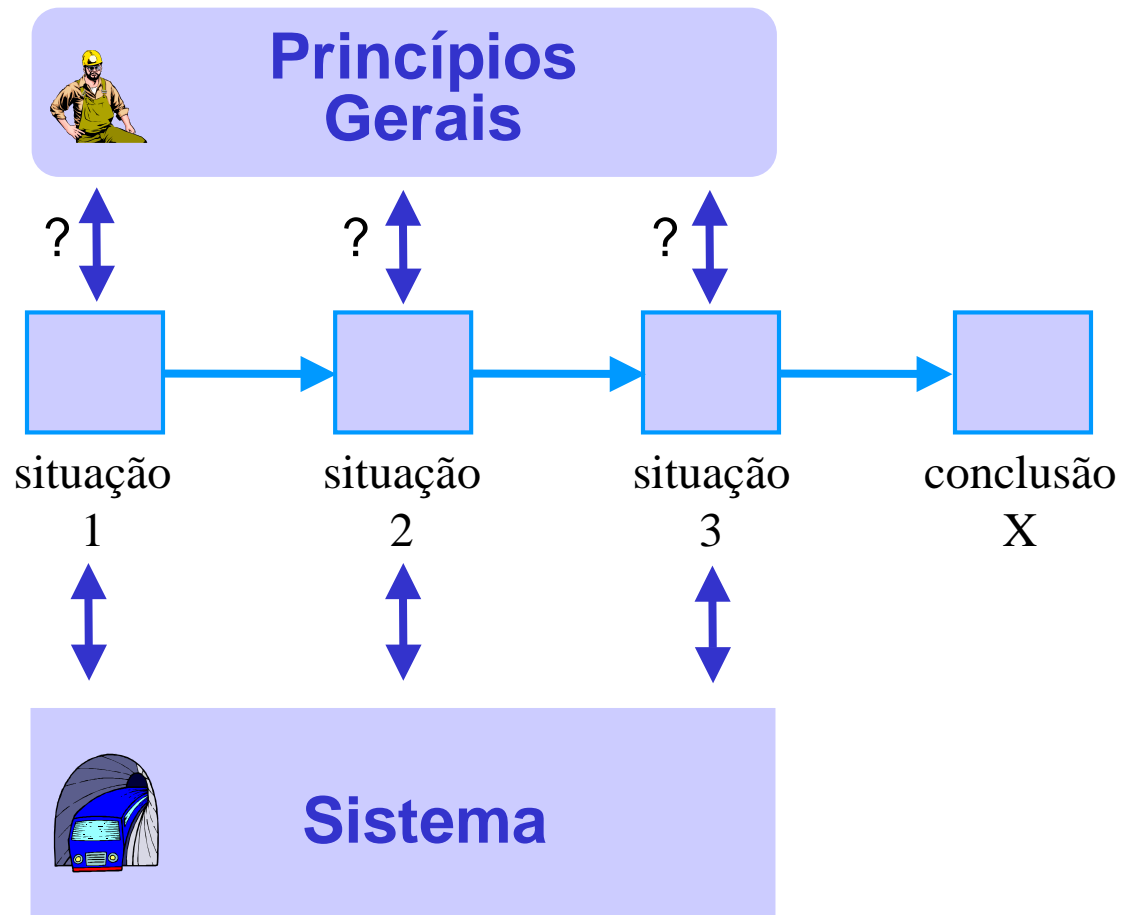 Princípios
Gerais
? ? ?
situação situação situação conclusão
1 2 3 X
Sistema